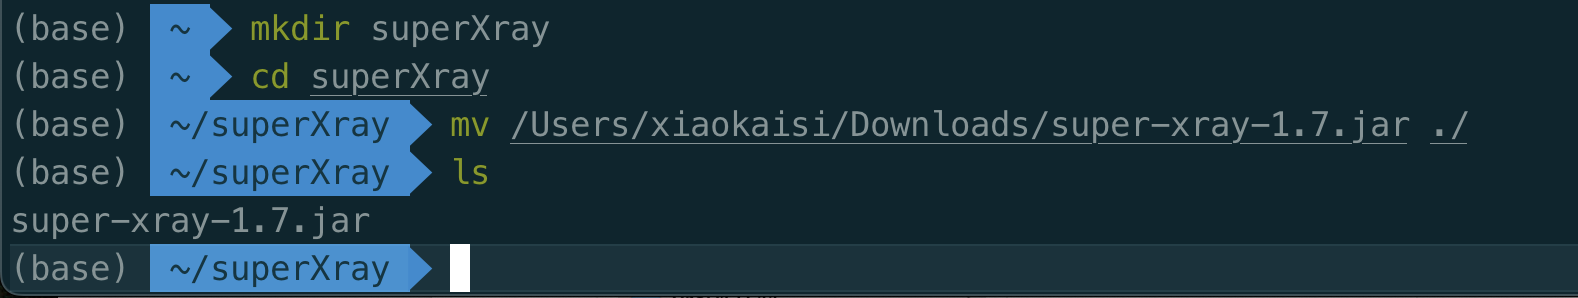 (base) ~ mkdir superXray
(base) ~ cd superXray
(base) ~/superXray mv /Users/xiaokaisi/Downloads/super-xray-1.7.jar ./
(base) ~/superXray ls
super-xray-1.7.jar
(base) ~/superXray